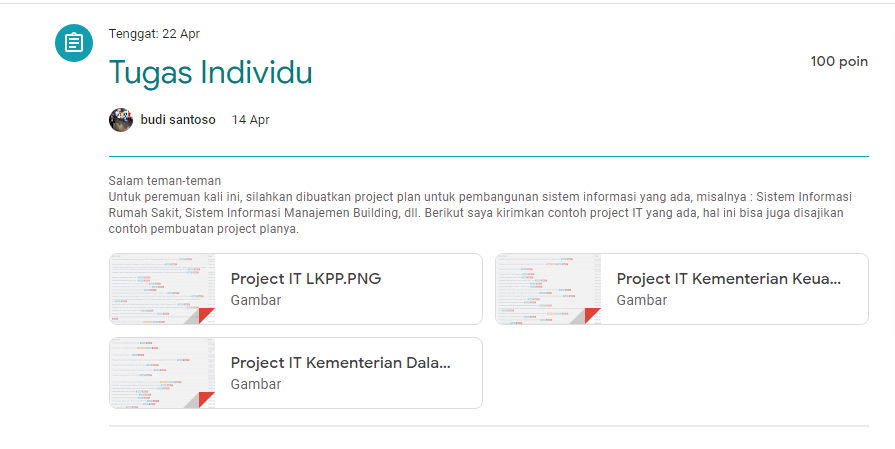 Tenggat: 22 Apr
Tugas Individu
100 poin
budi santoso 14 Apr
Salam teman-teman
Untuk peremuan kali ini, silahkan dibuatkan project plan untuk pembangunan sistem informasi yang ada, misalnya : Sistem Informasi
Rumah Sakit, Sistem Informasi Manajemen Building, dll. Berikut saya kirimkan contoh project IT yang ada, hal ini bisa juga disajikan
contoh pembuatan project planya.
Project IT LKPP.PNG
Gambar
Project IT Kementerian Keua...
Gambar
Project IT Kementerian Dala...
Gambar